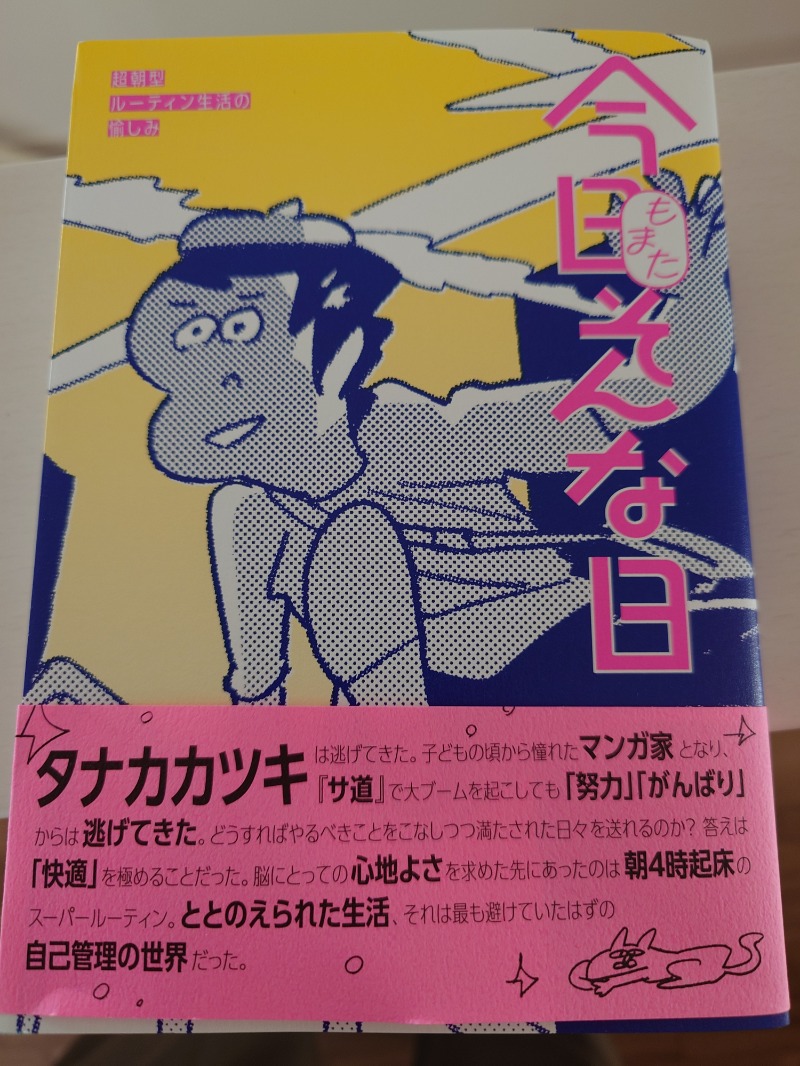 超朝型
ルーティン生活の
愉しみ
今日もまたそんな日
タナカカツキは逃げてきた。子どもの頃から憧れたマンガ家となり、
『サ道』で大ブームを起こしても「努力」「がんばり」
からは逃げてきた。どうすればやるべきことをこなしつつ満たされた日々を送れるのか？答えは
「快適」を極めることだった。脳にとっての心地よさを求めた先にあったのは朝4時起床の
スーパールーティン。ととのえられた生活、それは最も避けていたはずの
自己管理の世界だった。